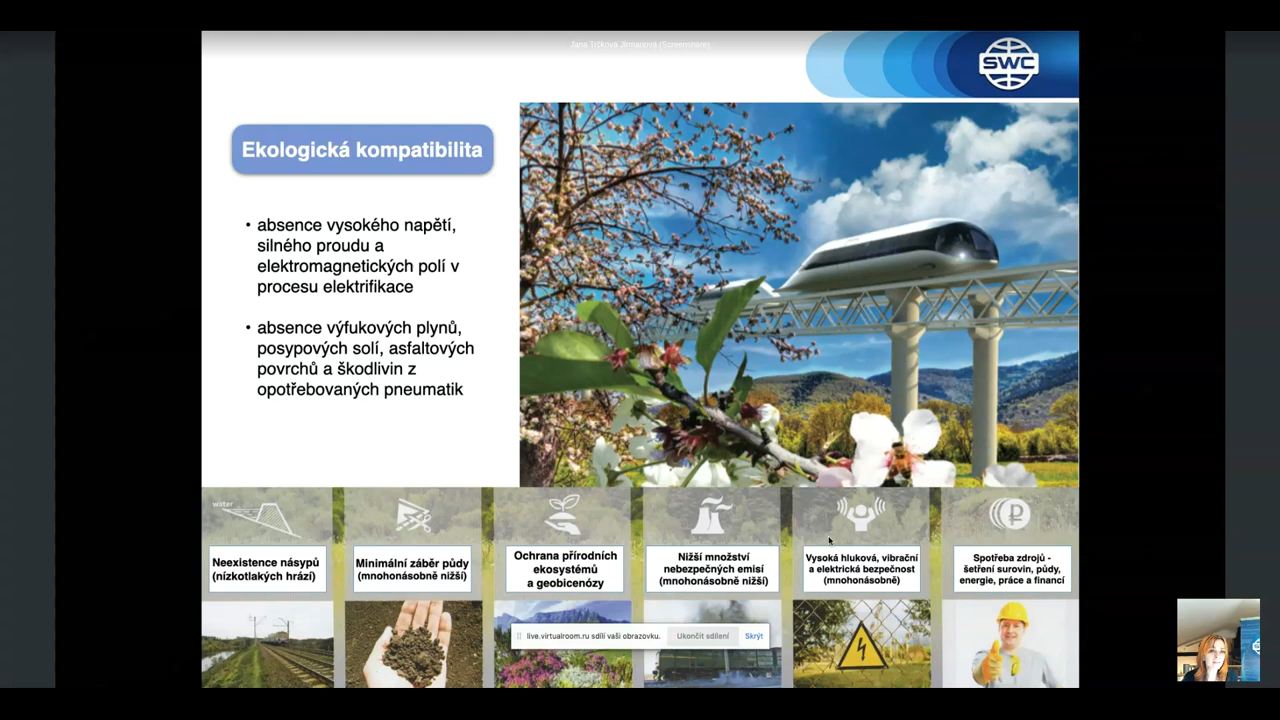 Jana Trčková Jirmanová (Screenshare)
SWC
Ekologická kompatibilita
• absence vysokého napětí,
silného proudu a
elektromagnetických polí v
procesu elektrifikace
• absence výfukových plynů,
posypových solí, asfaltových
povrchů a škodlivin z
opotřebovaných pneumatik
water
Neexistence násypů
(nízkotlakých hrází)
Minimální záběr půdy
(mnohonásobně nižší)
Ochrana přírodních
ekosystémů
a geobicenózy
Nižší množství
nebezpečných emisí
(mnohonásobně nižší)
Vysoká hluková, vibrační
a elektrická bezpečnost
(mnohonásobně)
Spotřeba zdrojů -
šetření surovin, půdy,
energie, práce a financí
live.virtualroom.ru sdílí vaši obrazovku.
Ukončit sdílení
Skrýt